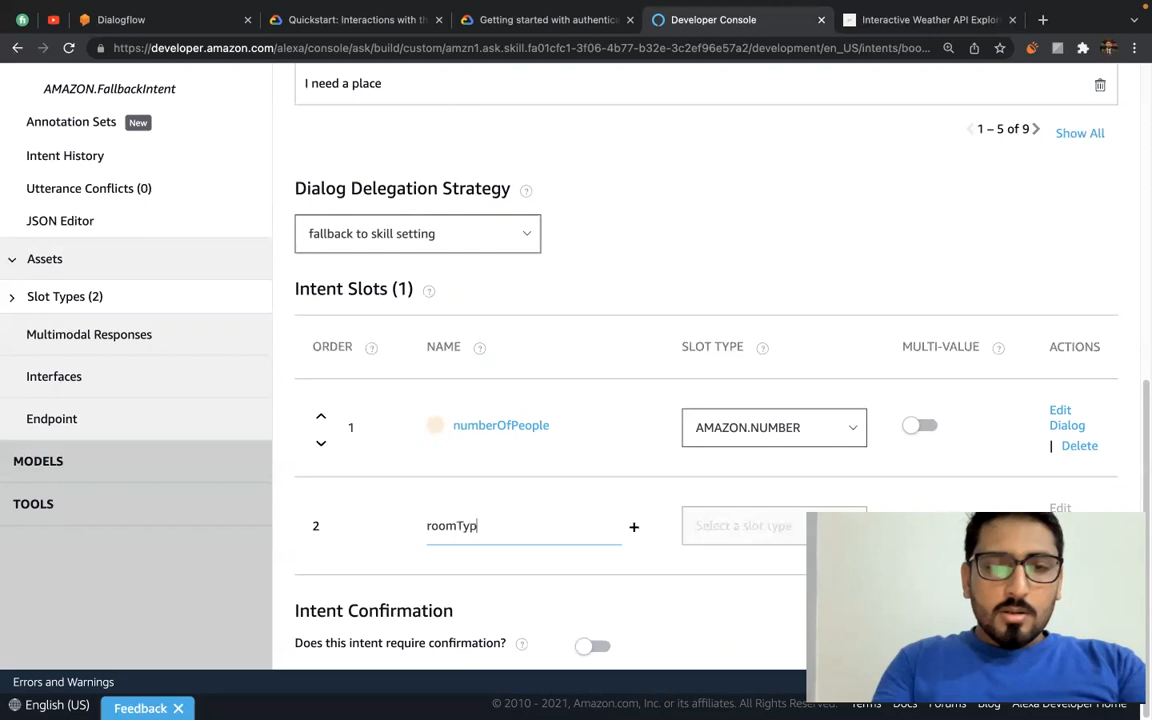 Dialogflow
Quickstart: Interactions with th
Getting started with authentica
Developer Console
Interactive Weather API Explor
https://developer.amazon.com/alexa/console/ask/build/custom/amzn1.ask.skill.fa01cfc1-3f06-4b77-b32e-3c2ef96e57a2/development/en_US/intents/boo...
AMAZON.FallbackIntent
Annotation Sets New
Intent History
Utterance Conflicts (0)
JSON Editor
Assets
Slot Types (2)
Multimodal Responses
Interfaces
Endpoint
MODELS
TOOLS
I need a place
1 – 5 of 9
Show All
Dialog Delegation Strategy
fallback to skill setting
Intent Slots (1)
ORDER NAME SLOT TYPE MULTI-VALUE ACTIONS
1 numberOfPeople AMAZON.NUMBER Edit Dialog | Delete
2 roomTyp + Select a slot type Edit
Intent Confirmation
Does this intent require confirmation?
Errors and Warnings
English (US)
Feedback
© 2010 - 2021, Amazon.com, Inc. or its affiliates. All Rights Reserved.
Terms Docs Forums Blog Alexa Developer Home